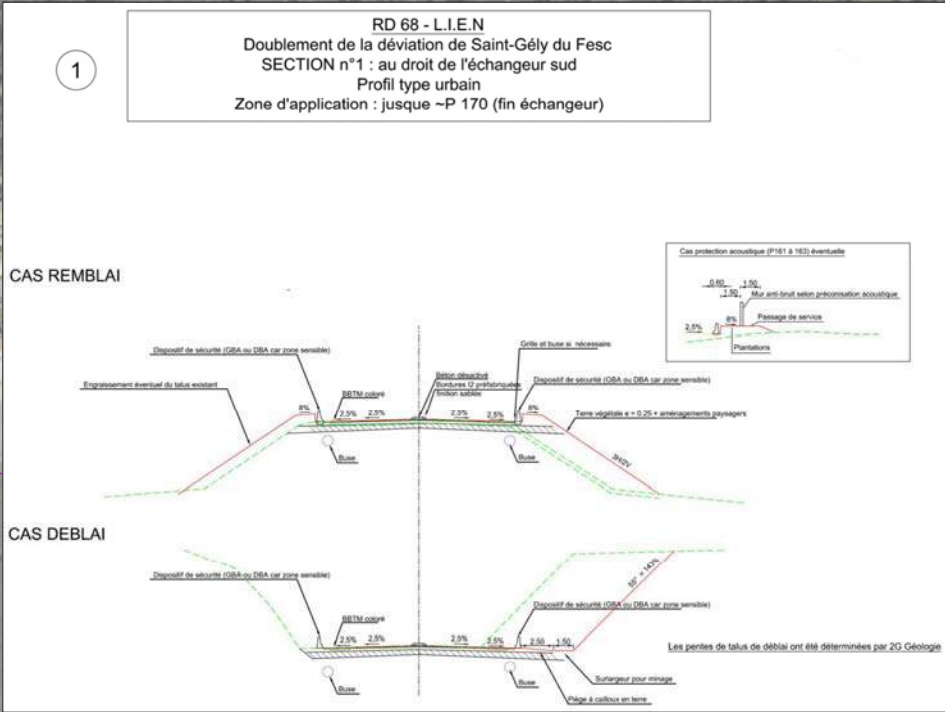 1
RD 68 - L.I.E.N
Doublement de la déviation de Saint-Gély du Fesc
SECTION n°1 : au droit de l'échangeur sud
Profil type urbain
Zone d'application : jusque ~P 170 (fin échangeur)
Cas protection acoustique (P161 à 163) éventuelle
0.60
1.50
1.50
Mur anti-bruit selon préconisation acoustique
8%
Passage de service
2,5%
Plantations
CAS REMBLAI
Grille et buse si nécessaire
Dispositif de sécurité (GBA ou DBA car zone sensible)
Béton désactivé
Bordures I2 préfabriquées
finition sablée
Dispositif de sécurité (GBA ou DBA car zone sensible)
Engraissement éventuel du talus existant
BBTM coloré
8%
2,5%
2,5%
2,5%
2,5%
8%
Terre végétale e = 0.25 + aménagements paysagers
Buse
Buse
3H/2V
CAS DEBLAI
Dispositif de sécurité (GBA ou DBA car zone sensible)
55° = 143%
Dispositif de sécurité (GBA ou DBA car zone sensible)
BBTM coloré
2,5%
2,5%
2,5%
2,5%
2.50
1.50
Les pentes de talus de déblai ont été déterminées par 2G Géologie
Surlargeur pour minage
Buse
Buse
Piège à cailloux en terre